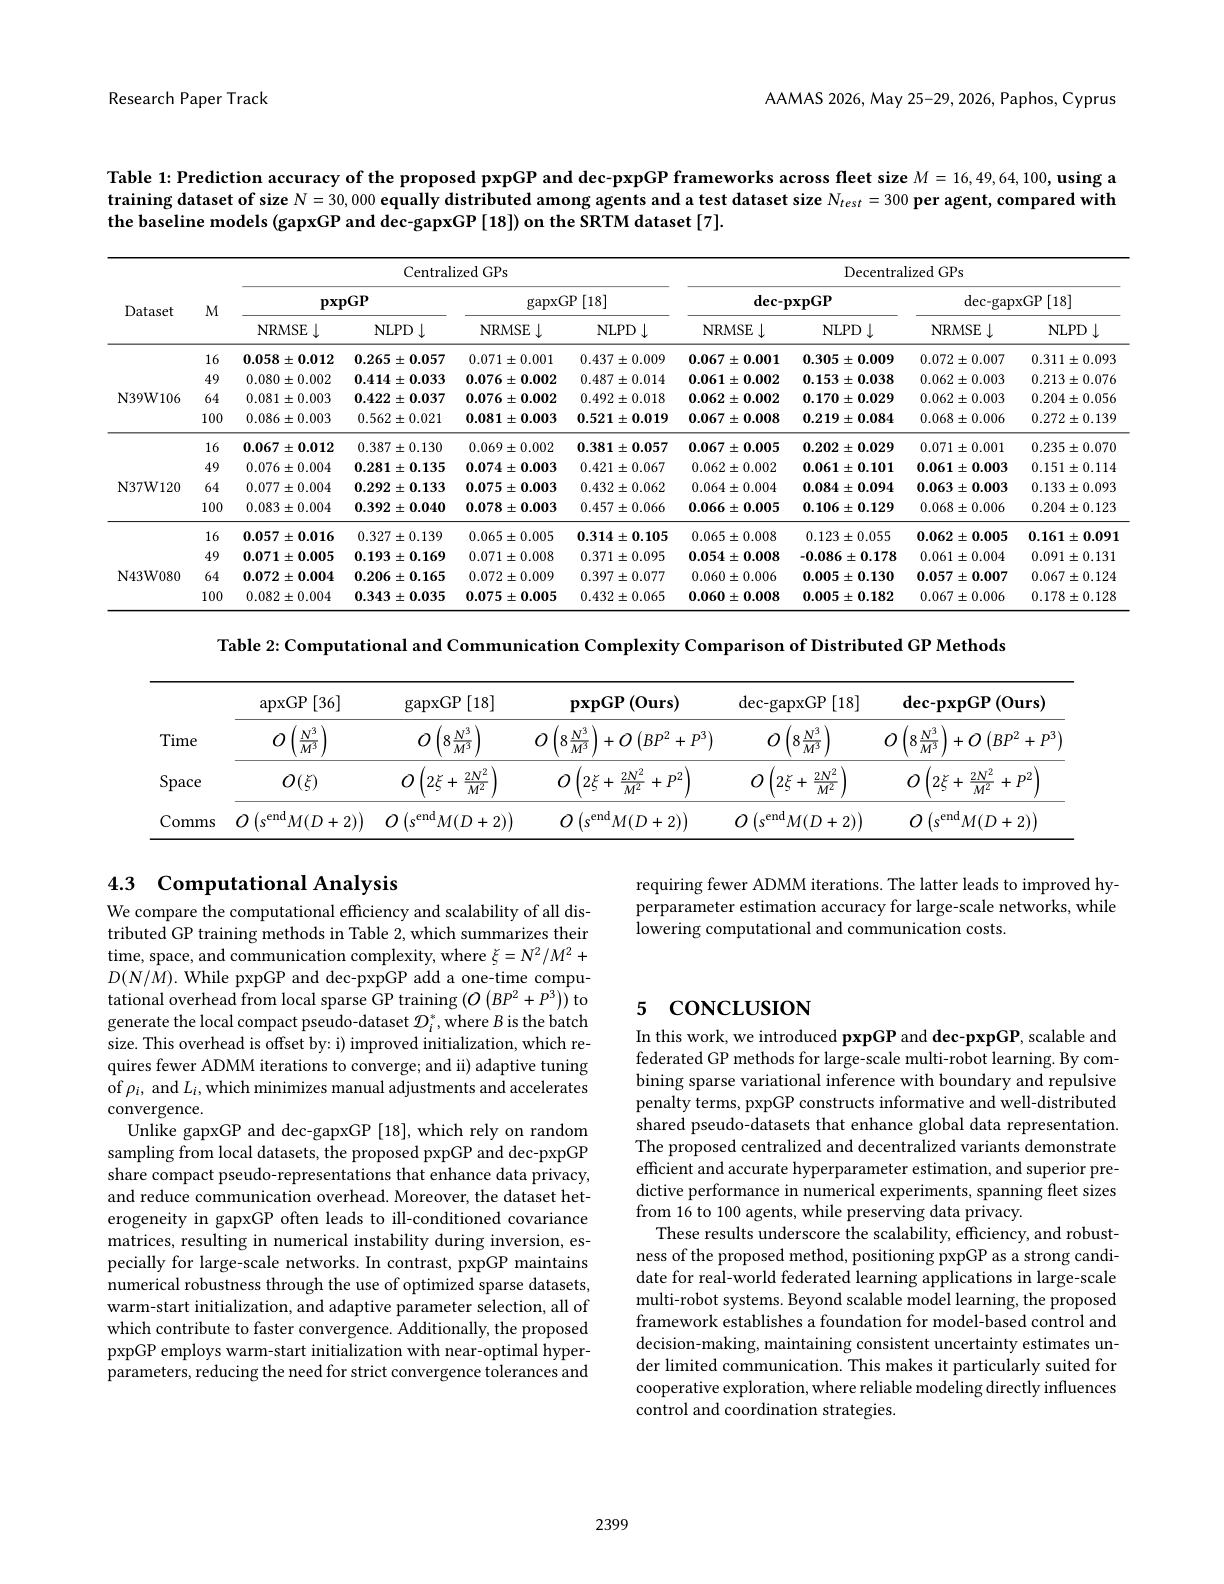 Research Paper Track
AAMAS 2026, May 25–29, 2026, Paphos, Cyprus
Table 1: Prediction accuracy of the proposed pxpGP and dec-pxpGP frameworks across fleet size M = 16, 49, 64, 100, using a
training dataset of size N = 30, 000 equally distributed among agents and a test dataset size N_test = 300 per agent, compared with
the baseline models (gapxGP and dec-gapxGP [18]) on the SRTM dataset [7].
Centralized GPs Decentralized GPs
Dataset M pxpGP gapxGP [18] dec-pxpGP dec-gapxGP [18]
NRMSE ↓ NLPD ↓ NRMSE ↓ NLPD ↓ NRMSE ↓ NLPD ↓ NRMSE ↓ NLPD ↓
N39W106
16 0.058 ± 0.012 0.265 ± 0.057 0.071 ± 0.001 0.437 ± 0.009 0.067 ± 0.001 0.305 ± 0.009 0.072 ± 0.007 0.311 ± 0.093
49 0.080 ± 0.002 0.414 ± 0.033 0.076 ± 0.002 0.487 ± 0.014 0.061 ± 0.002 0.153 ± 0.038 0.062 ± 0.003 0.213 ± 0.076
64 0.081 ± 0.003 0.422 ± 0.037 0.076 ± 0.002 0.492 ± 0.018 0.062 ± 0.002 0.170 ± 0.029 0.062 ± 0.003 0.204 ± 0.056
100 0.086 ± 0.003 0.562 ± 0.021 0.081 ± 0.003 0.521 ± 0.019 0.067 ± 0.008 0.219 ± 0.084 0.068 ± 0.006 0.272 ± 0.139
N37W120
16 0.067 ± 0.012 0.387 ± 0.130 0.069 ± 0.002 0.381 ± 0.057 0.067 ± 0.005 0.202 ± 0.029 0.071 ± 0.001 0.235 ± 0.070
49 0.076 ± 0.004 0.281 ± 0.135 0.074 ± 0.003 0.421 ± 0.067 0.062 ± 0.002 0.061 ± 0.101 0.061 ± 0.003 0.151 ± 0.114
64 0.077 ± 0.004 0.292 ± 0.133 0.075 ± 0.003 0.432 ± 0.062 0.064 ± 0.004 0.084 ± 0.094 0.063 ± 0.003 0.133 ± 0.093
100 0.083 ± 0.004 0.392 ± 0.040 0.078 ± 0.003 0.457 ± 0.066 0.066 ± 0.005 0.106 ± 0.129 0.068 ± 0.006 0.204 ± 0.123
N43W080
16 0.057 ± 0.016 0.327 ± 0.139 0.065 ± 0.005 0.314 ± 0.105 0.065 ± 0.008 0.123 ± 0.055 0.062 ± 0.005 0.161 ± 0.091
49 0.071 ± 0.005 0.193 ± 0.169 0.071 ± 0.008 0.371 ± 0.095 0.054 ± 0.008 -0.086 ± 0.178 0.061 ± 0.004 0.091 ± 0.131
64 0.072 ± 0.004 0.206 ± 0.165 0.072 ± 0.009 0.397 ± 0.077 0.060 ± 0.006 0.005 ± 0.130 0.057 ± 0.007 0.067 ± 0.124
100 0.082 ± 0.004 0.343 ± 0.035 0.075 ± 0.005 0.432 ± 0.065 0.060 ± 0.008 0.005 ± 0.182 0.067 ± 0.006 0.178 ± 0.128
Table 2: Computational and Communication Complexity Comparison of Distributed GP Methods
apxGP [36] gapxGP [18] pxpGP (Ours) dec-gapxGP [18] dec-pxpGP (Ours)
Time O(N³/M³) O(8N³/M³) O(8N³/M³) + O(BP² + P³) O(8N³/M³) O(8N³/M³) + O(BP² + P³)
Space O(ξ) O(2ξ + 2N²/M²) O(2ξ + 2N²/M² + P²) O(2ξ + 2N²/M²) O(2ξ + 2N²/M² + P²)
Comms O(s^end M(D + 2)) O(s^end M(D + 2)) O(s^end M(D + 2)) O(s^end M(D + 2)) O(s^end M(D + 2))
4.3 Computational Analysis
We compare the computational efficiency and scalability of all dis-
tributed GP training methods in Table 2, which summarizes their
time, space, and communication complexity, where ξ = N²/M² +
D(N/M). While pxpGP and dec-pxpGP add a one-time compu-
tational overhead from local sparse GP training (O(BP² + P³)) to
generate the local compact pseudo-dataset D*_i, where B is the batch
size. This overhead is offset by: i) improved initialization, which re-
quires fewer ADMM iterations to converge; and ii) adaptive tuning
of ρ_i, and L_i, which minimizes manual adjustments and accelerates
convergence.
Unlike gapxGP and dec-gapxGP [18], which rely on random
sampling from local datasets, the proposed pxpGP and dec-pxpGP
share compact pseudo-representations that enhance data privacy,
and reduce communication overhead. Moreover, the dataset het-
erogeneity in gapxGP often leads to ill-conditioned covariance
matrices, resulting in numerical instability during inversion, es-
pecially for large-scale networks. In contrast, pxpGP maintains
numerical robustness through the use of optimized sparse datasets,
warm-start initialization, and adaptive parameter selection, all of
which contribute to faster convergence. Additionally, the proposed
pxpGP employs warm-start initialization with near-optimal hyper-
parameters, reducing the need for strict convergence tolerances and
requiring fewer ADMM iterations. The latter leads to improved hy-
perparameter estimation accuracy for large-scale networks, while
lowering computational and communication costs.
5 CONCLUSION
In this work, we introduced pxpGP and dec-pxpGP, scalable and
federated GP methods for large-scale multi-robot learning. By com-
bining sparse variational inference with boundary and repulsive
penalty terms, pxpGP constructs informative and well-distributed
shared pseudo-datasets that enhance global data representation.
The proposed centralized and decentralized variants demonstrate
efficient and accurate hyperparameter estimation, and superior pre-
dictive performance in numerical experiments, spanning fleet sizes
from 16 to 100 agents, while preserving data privacy.
These results underscore the scalability, efficiency, and robust-
ness of the proposed method, positioning pxpGP as a strong candi-
date for real-world federated learning applications in large-scale
multi-robot systems. Beyond scalable model learning, the proposed
framework establishes a foundation for model-based control and
decision-making, maintaining consistent uncertainty estimates un-
der limited communication. This makes it particularly suited for
cooperative exploration, where reliable modeling directly influences
control and coordination strategies.
2399